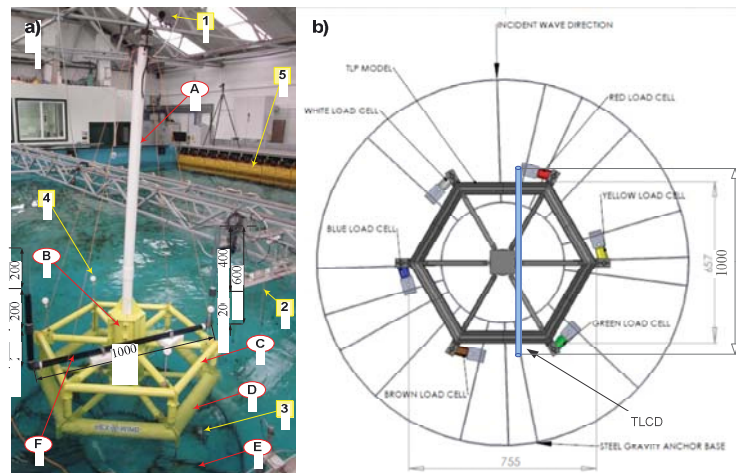 a)
1
5
A
4
B
200
200
400
600
20
2
1000
C
D
3
F
E
b)
INCIDENT WAVE DIRECTION
TLP MODEL
RED LOAD CELL
WHITE LOAD CELL
YELLOW LOAD CELL
BLUE LOAD CELL
657
1000
GREEN LOAD CELL
BROWN LOAD CELL
TLCD
STEEL GRAVITY ANCHOR BASE
755